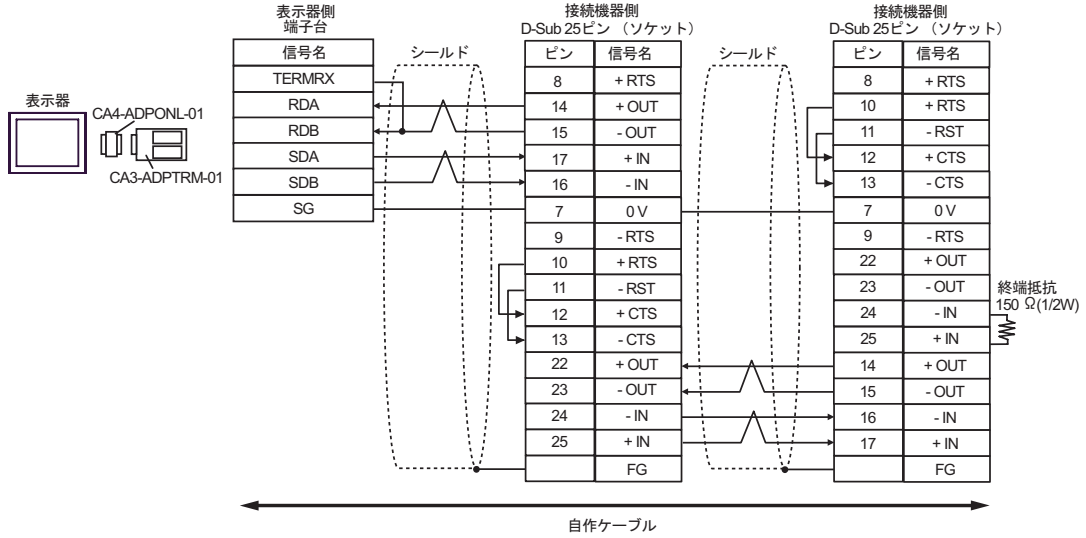 表示器
CA4-ADPONL-01
CA3-ADPTRM-01
表示器側
端子台
信号名
TERMRX
RDA
RDB
SDA
SDB
SG
シールド
接続機器側
D-Sub 25ピン （ソケット）
ピン 信号名
8 + RTS
14 + OUT
15 - OUT
17 + IN
16 - IN
7 0 V
9 - RTS
10 + RTS
11 - RST
12 + CTS
13 - CTS
22 + OUT
23 - OUT
24 - IN
25 + IN
FG
シールド
接続機器側
D-Sub 25ピン （ソケット）
ピン 信号名
8 + RTS
10 + RTS
11 - RST
12 + CTS
13 - CTS
7 0 V
9 - RTS
22 + OUT
23 - OUT
24 - IN
25 + IN
14 + OUT
15 - OUT
16 - IN
17 + IN
FG
終端抵抗
150 Ω(1/2W)
自作ケーブル